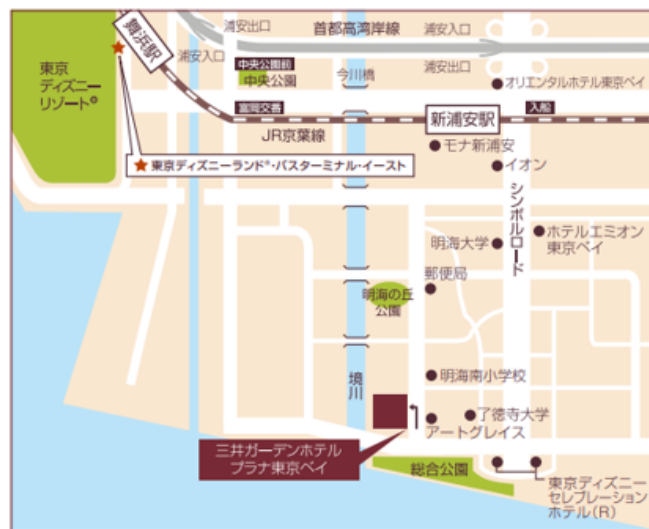 舞浜駅
東京
ディズニー
リゾート®
浦安出口
浦安入口
首都高湾岸線
浦安入口
浦安出口
中央公園前
中央公園
今川橋
オリエンタルホテル東京ベイ
富岡交番
JR京葉線
新浦安駅
入船
モナ新浦安
イオン
東京ディズニーランド®・バスターミナル・イースト
シンボルロード
明海大学
ホテルエミオン
東京ベイ
郵便局
明海の丘
公園
境川
明海南小学校
了徳寺大学
アートグレイス
三井ガーデンホテル
プラナ東京ベイ
総合公園
東京ディズニー
セレブレーション
ホテル(R)